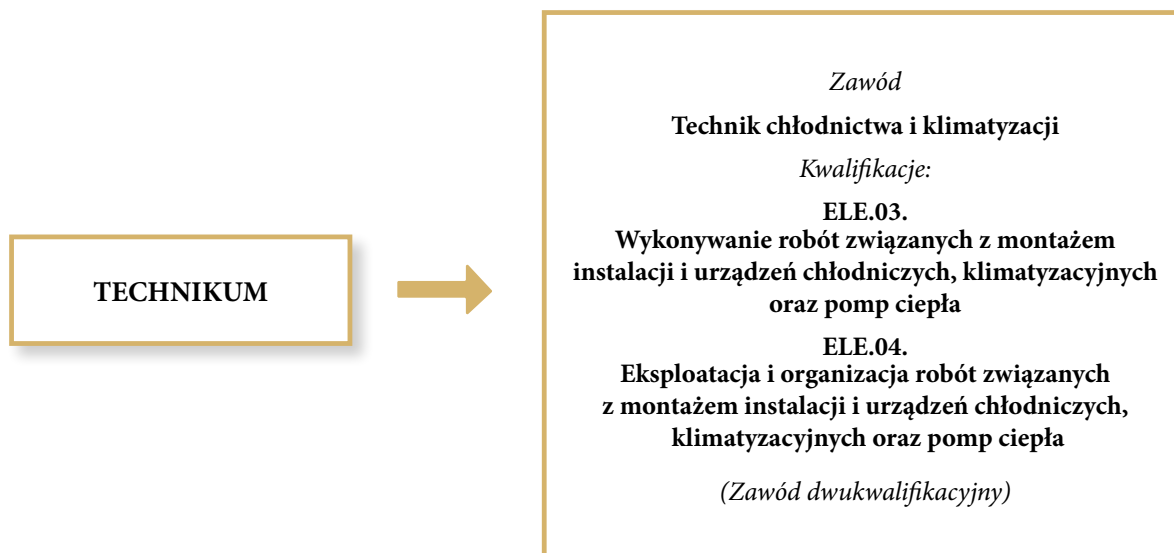 TECHNIKUM
Zawód
Technik chłodnictwa i klimatyzacji
Kwalifikacje:
ELE.03.
Wykonywanie robót związanych z montażem
instalacji i urządzeń chłodniczych, klimatyzacyjnych
oraz pomp ciepła
ELE.04.
Eksploatacja i organizacja robót związanych
z montażem instalacji i urządzeń chłodniczych,
klimatyzacyjnych oraz pomp ciepła
(Zawód dwukwalifikacyjny)